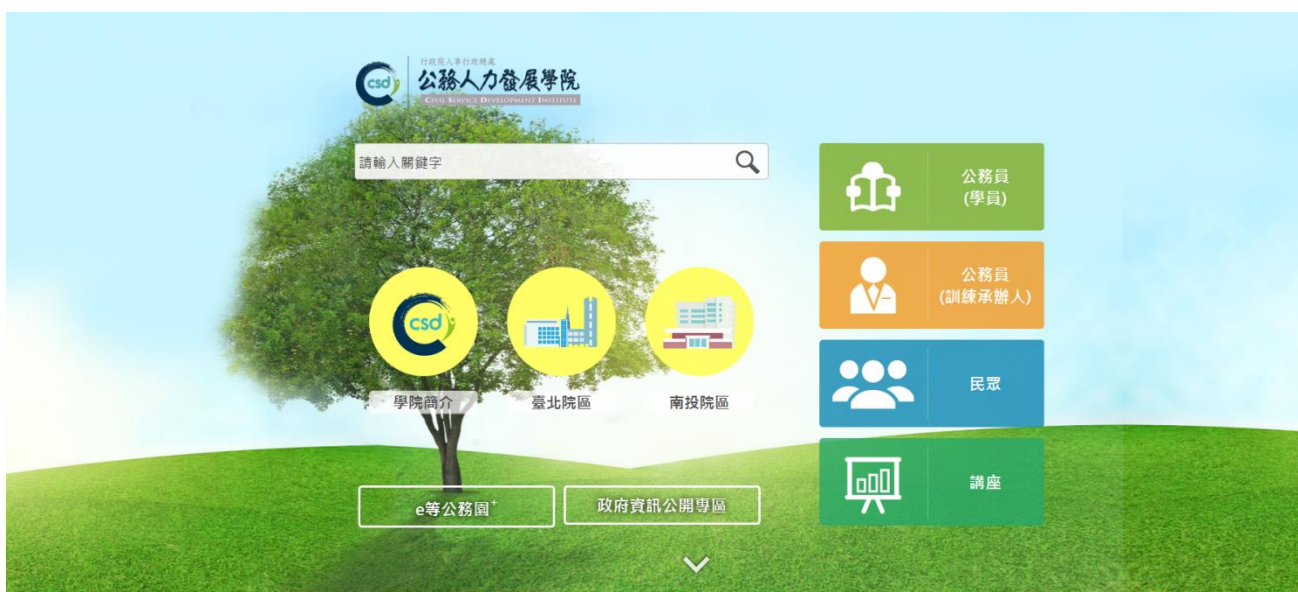 行政院人事行政總處
csd
公務人力發展學院
CIVIL SERVICE DEVELOPMENT INSTITUTE
請輸入關鍵字
公務員
(學員)
公務員
(訓練承辦人)
csd
學院簡介
臺北院區
南投院區
民眾
講座
e等公務園+
政府資訊公開專區